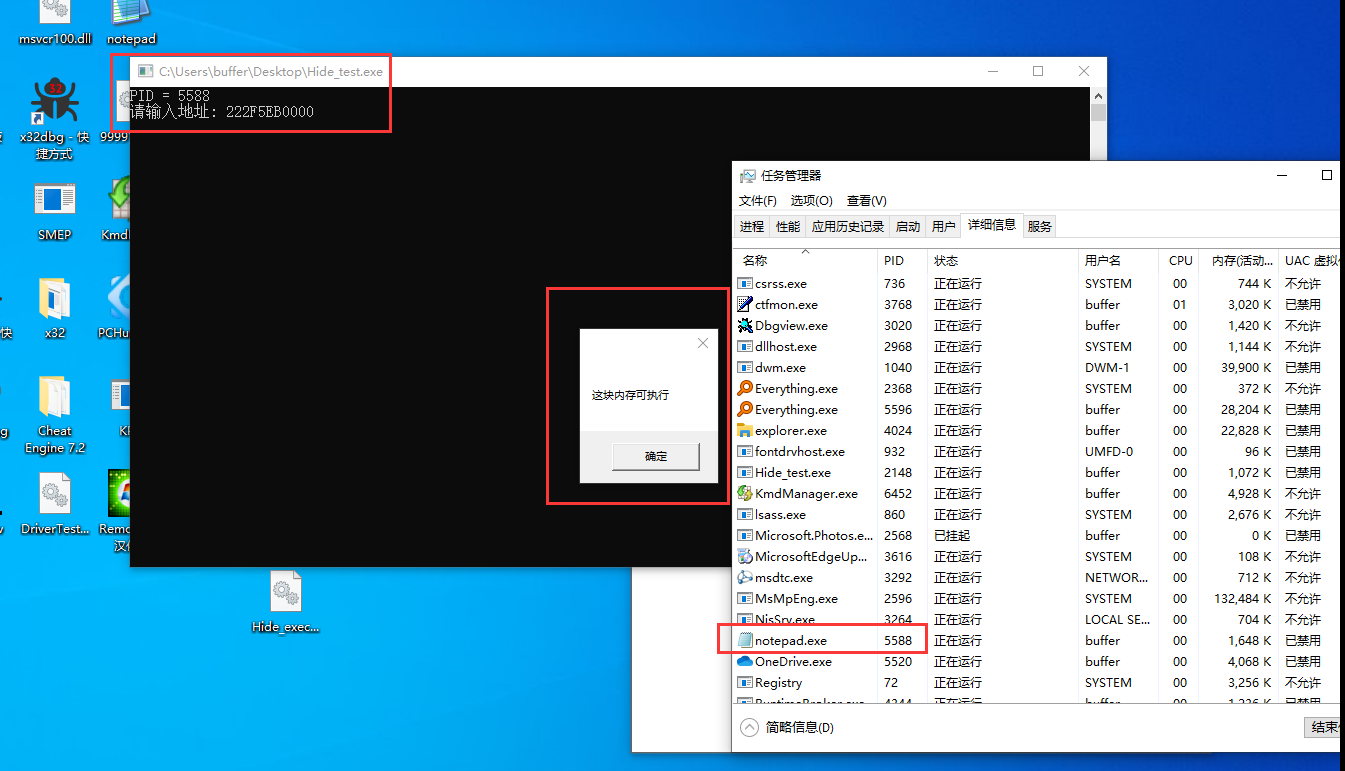 msvcr100.dll
notepad
C:\Users\buffer\Desktop\Hide_test.exe
PID = 5588
请输入地址: 222F5EB0000
x32dbg - 快
捷方式
9999
SMEP
x32
快
Cheat
Engine 7.2
DriverTest...
汉
Hide_exec...
这块内存可执行
确定
任务管理器
文件(F) 选项(O) 查看(V)
进程 性能 应用历史记录 启动 用户 详细信息 服务
名称 PID 状态 用户名 CPU 内存(活动... UAC 虚拟
csrss.exe 736 正在运行 SYSTEM 00 744 K 不允许
ctfmon.exe 3768 正在运行 buffer 01 3,020 K 已禁用
Dbgview.exe 3020 正在运行 buffer 00 1,420 K 不允许
dllhost.exe 2968 正在运行 SYSTEM 00 1,144 K 不允许
dwm.exe 1040 正在运行 DWM-1 00 39,900 K 已禁用
Everything.exe 2368 正在运行 SYSTEM 00 372 K 不允许
Everything.exe 5596 正在运行 buffer 00 28,204 K 已禁用
explorer.exe 4024 正在运行 buffer 00 22,828 K 已禁用
fontdrvhost.exe 932 正在运行 UMFD-0 00 96 K 已禁用
Hide_test.exe 2148 正在运行 buffer 00 1,072 K 已禁用
KmdManager.exe 6452 正在运行 buffer 00 4,928 K 不允许
lsass.exe 860 正在运行 SYSTEM 00 2,676 K 不允许
Microsoft.Photos.e... 2568 已挂起 buffer 00 0 K 已禁用
MicrosoftEdgeUp... 3616 正在运行 SYSTEM 00 108 K 不允许
msdtc.exe 3292 正在运行 NETWOR... 00 712 K 不允许
MsMpEng.exe 2596 正在运行 SYSTEM 00 132,484 K 不允许
NisSrv.exe 3264 正在运行 LOCAL SE... 00 704 K 不允许
notepad.exe 5588 正在运行 buffer 00 1,648 K 已禁用
OneDrive.exe 5520 正在运行 buffer 00 4,068 K 已禁用
Registry 72 正在运行 SYSTEM 00 3,256 K 不允许
简略信息(D)
结束